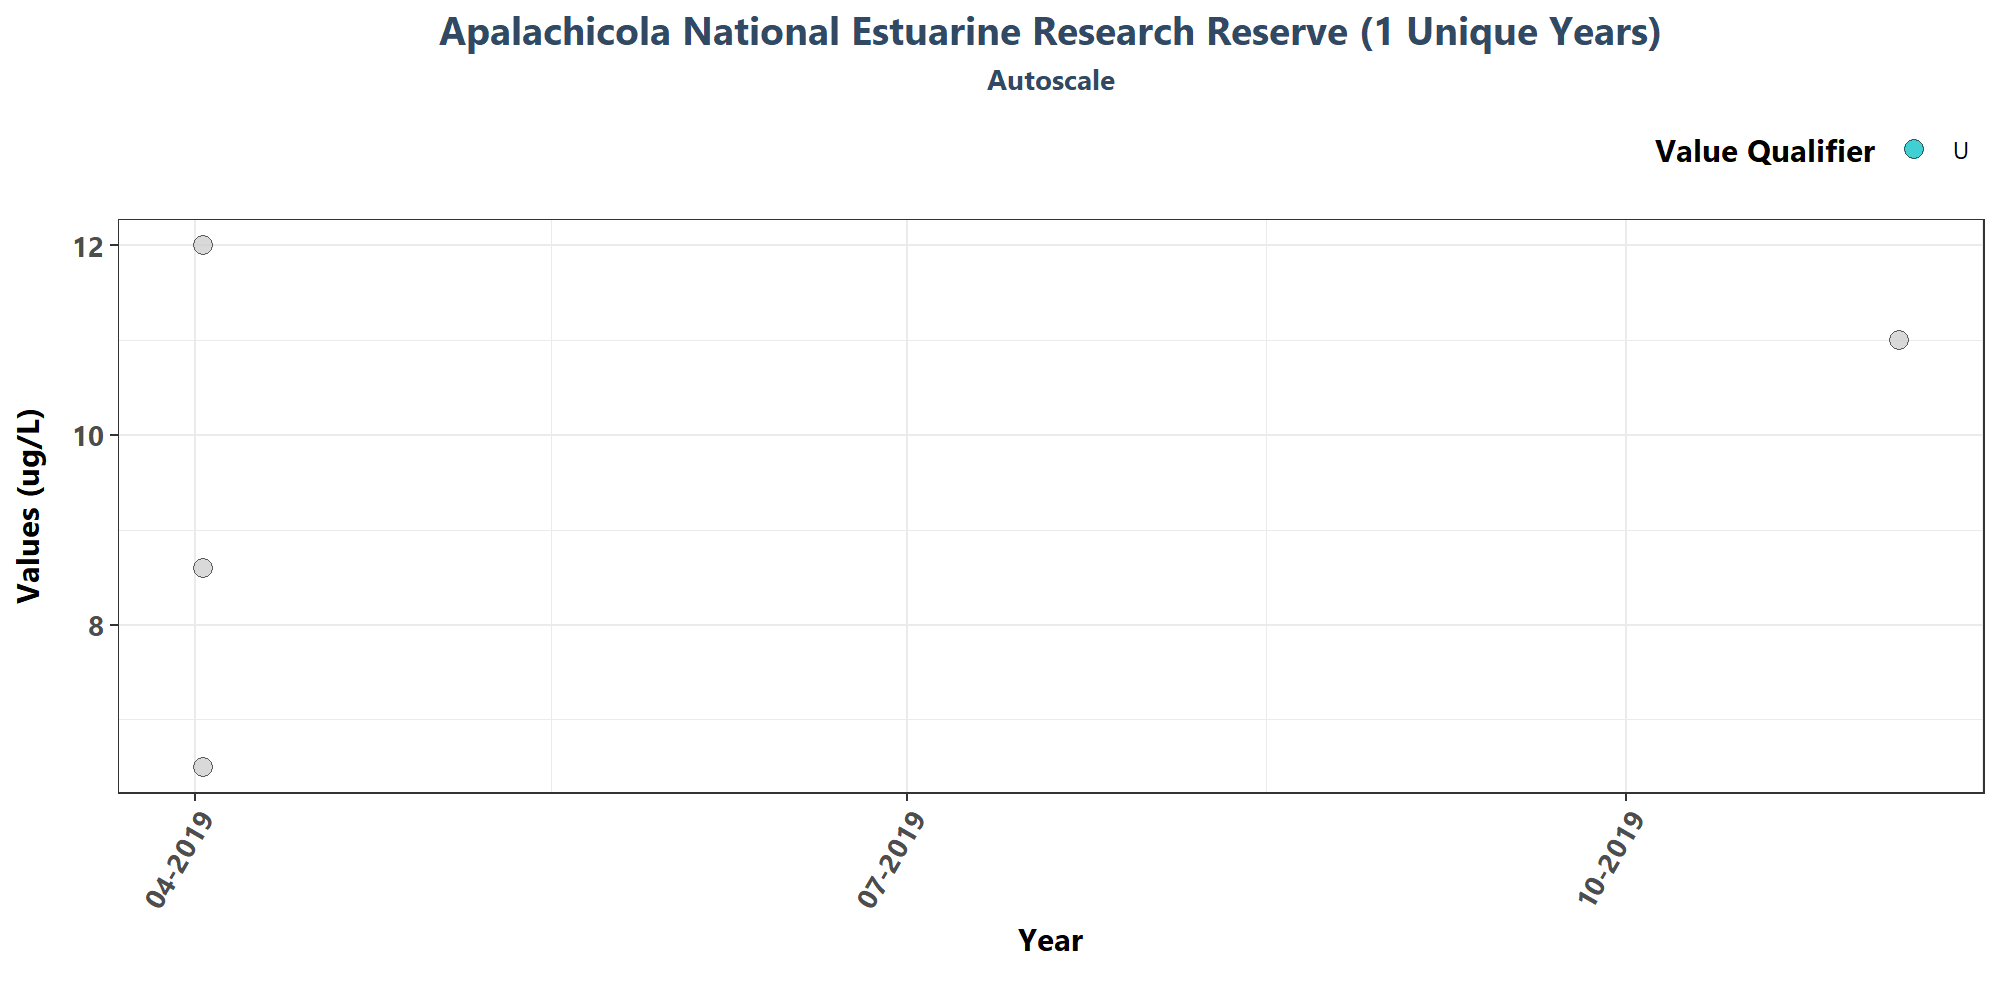 Apalachicola National Estuarine Research Reserve (1 Unique Years)
Autoscale
Value Qualifier U
Values (ug/L)
12
10
8
04-2019 07-2019 10-2019
Year